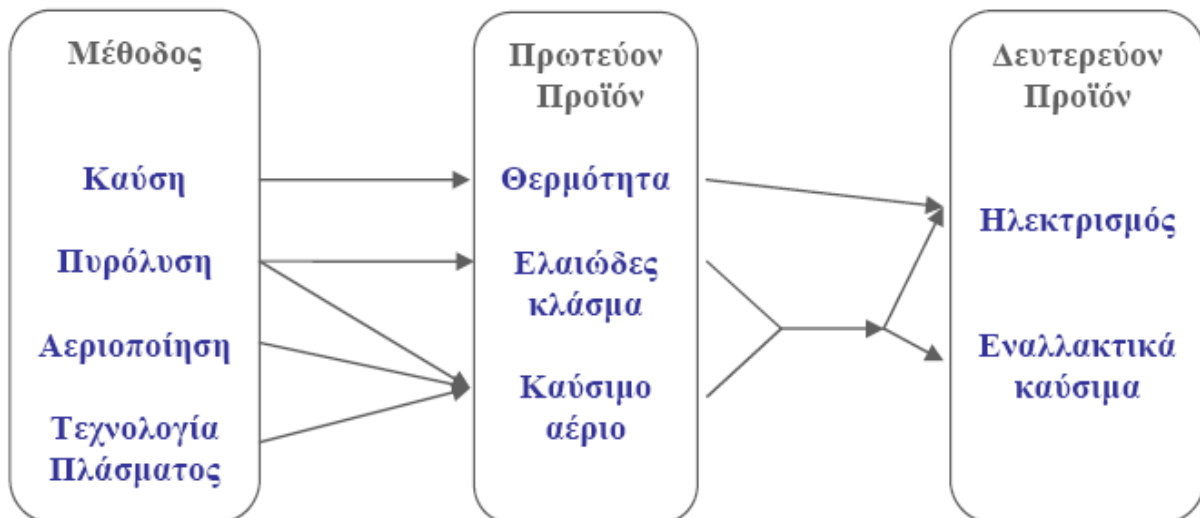 Μέθοδος
Καύση
Πυρόλυση
Αεριοποίηση
Τεχνολογία
Πλάσματος
Πρωτεύον
Προϊόν
Θερμότητα
Ελαιώδες
κλάσμα
Καύσιμο
αέριο
Δευτερεύον
Προϊόν
Ηλεκτρισμός
Εναλλακτικά
καύσιμα